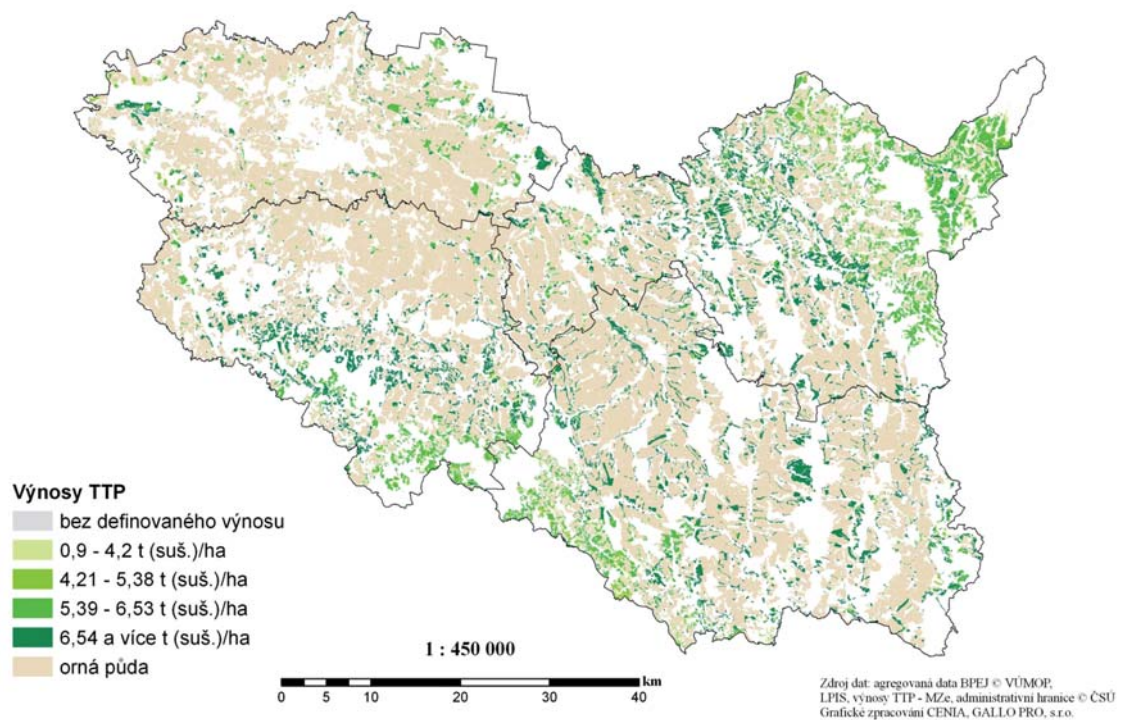 Výnosy TTP
bez definovaného výnosu
0,9 - 4,2 t (suš.)/ha
4,21 - 5,38 t (suš.)/ha
5,39 - 6,53 t (suš.)/ha
6,54 a více t (suš.)/ha
orná půda
1 : 450 000
km
0 5 10 20 30 40
Zdroj dat: agregovaná data BPEJ © VÚMOP,
LPIS, výnosy TTP - MZe, administrativní hranice © ČSÚ
Grafické zpracování CENIA, GALLO PRO, s.r.o.